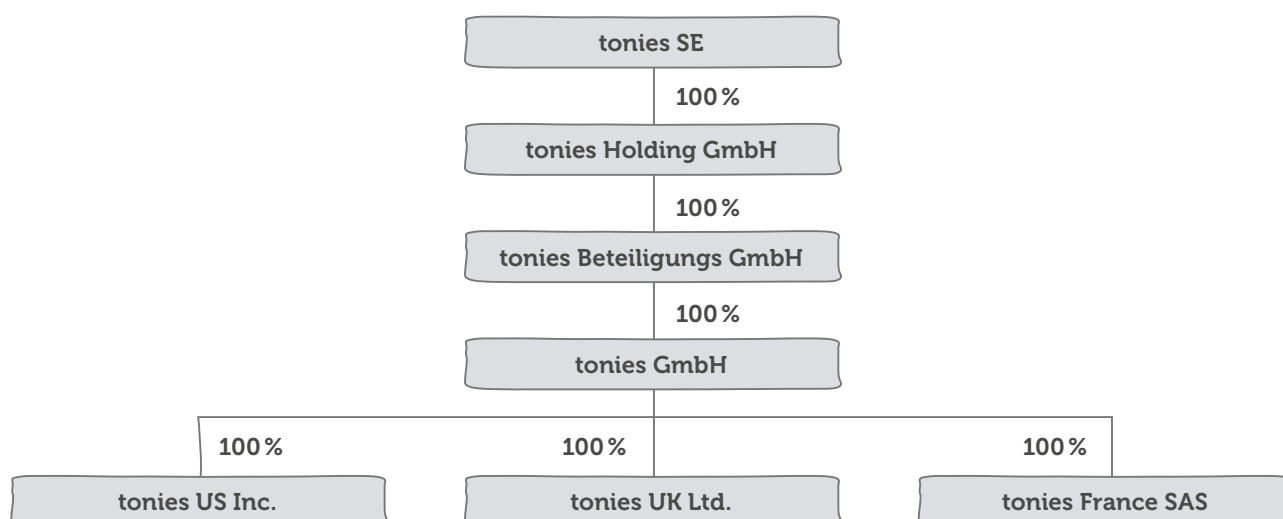 tonies SE
100 %
tonies Holding GmbH
100 %
tonies Beteiligungs GmbH
100 %
tonies GmbH
100 % 100 % 100 %
tonies US Inc. tonies UK Ltd. tonies France SAS